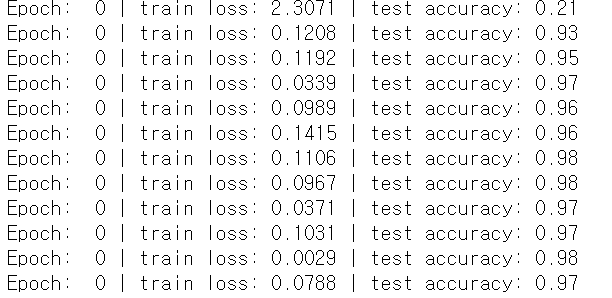 Epoch:  0 | train loss: 2.3071 | test accuracy: 0.21
Epoch:  0 | train loss: 0.1208 | test accuracy: 0.93
Epoch:  0 | train loss: 0.1192 | test accuracy: 0.95
Epoch:  0 | train loss: 0.0339 | test accuracy: 0.97
Epoch:  0 | train loss: 0.0989 | test accuracy: 0.96
Epoch:  0 | train loss: 0.1415 | test accuracy: 0.96
Epoch:  0 | train loss: 0.1106 | test accuracy: 0.98
Epoch:  0 | train loss: 0.0967 | test accuracy: 0.98
Epoch:  0 | train loss: 0.0371 | test accuracy: 0.97
Epoch:  0 | train loss: 0.1031 | test accuracy: 0.97
Epoch:  0 | train loss: 0.0029 | test accuracy: 0.98
Epoch:  0 | train loss: 0.0788 | test accuracy: 0.97